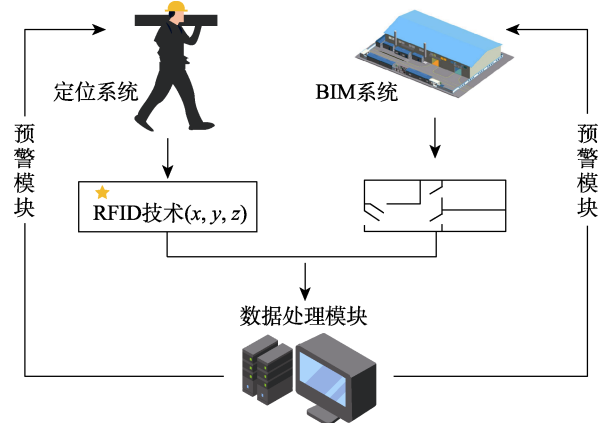 定位系统
BIM系统
预警模块
预警模块
RFID技术(x, y, z)
数据处理模块